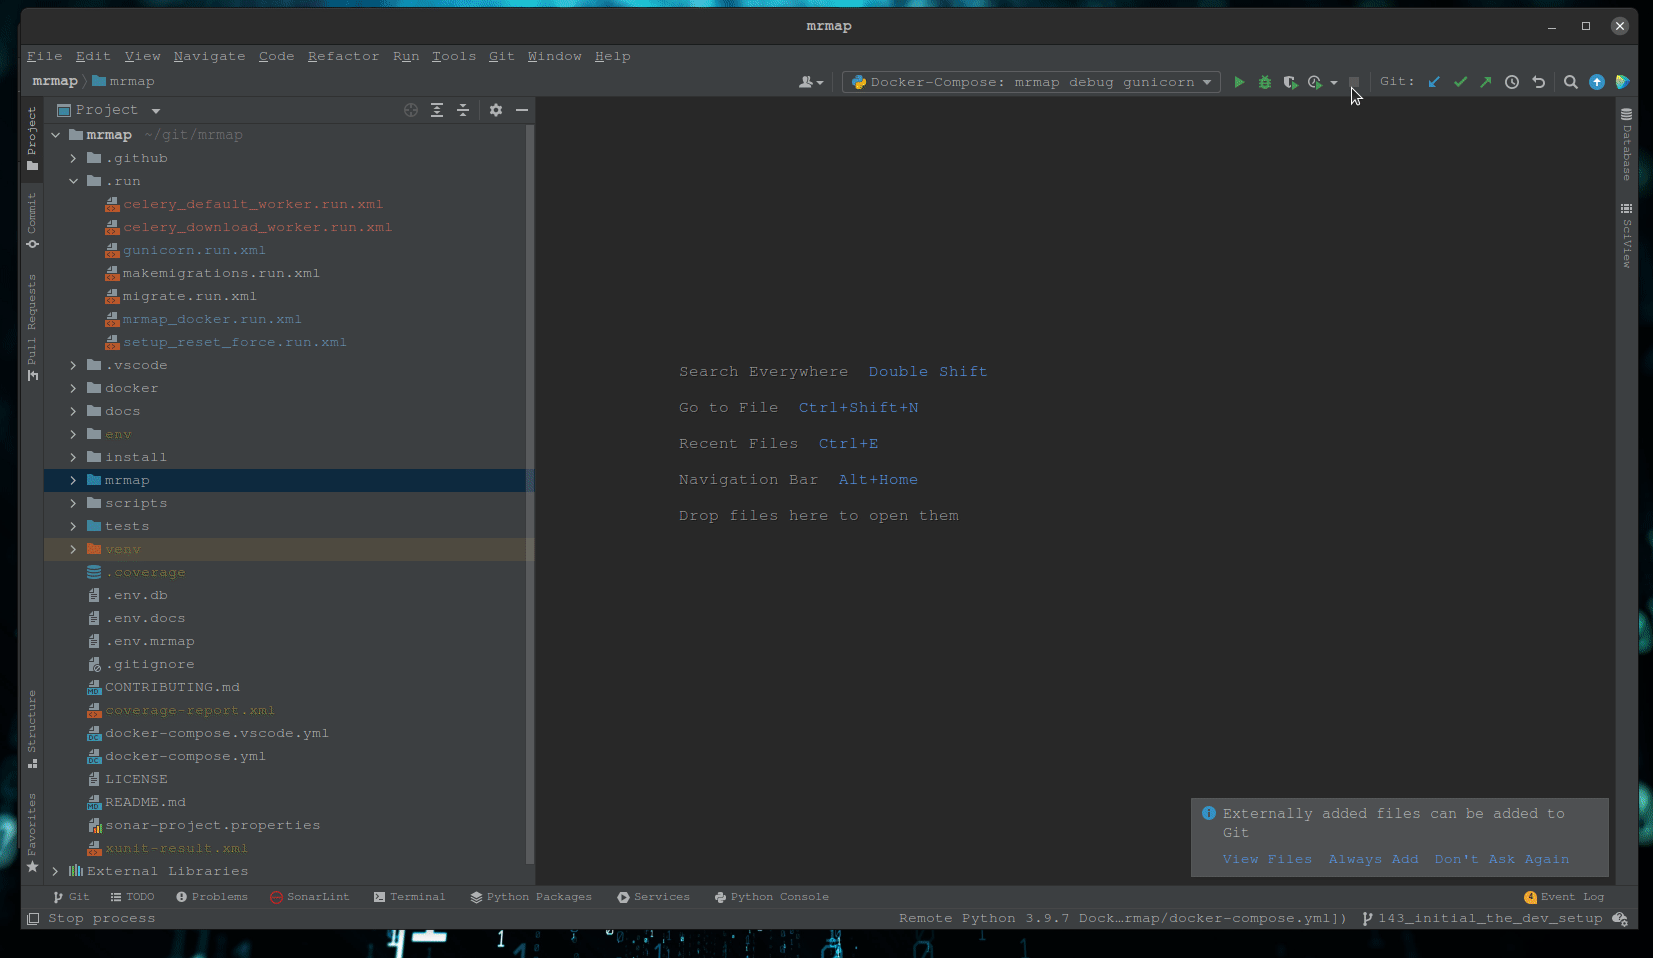 mrmap
File Edit View Navigate Code Refactor Run Tools Git Window Help
mrmap mrmap
Docker-Compose: mrmap debug gunicorn
Git:
Project
Project
Commit
Pull Requests
Structure
Favorites
mrmap ~/git/mrmap
.github
.run
celery_default_worker.run.xml
celery_download_worker.run.xml
gunicorn.run.xml
makemigrations.run.xml
migrate.run.xml
mrmap_docker.run.xml
setup_reset_force.run.xml
.vscode
docker
docs
env
install
mrmap
scripts
tests
venv
.coverage
.env.db
.env.docs
.env.mrmap
.gitignore
CONTRIBUTING.md
coverage-report.xml
docker-compose.vscode.yml
docker-compose.yml
LICENSE
README.md
sonar-project.properties
xunit-result.xml
External Libraries
Search Everywhere Double Shift
Go to File Ctrl+Shift+N
Recent Files Ctrl+E
Navigation Bar Alt+Home
Drop files here to open them
Database
SciView
Externally added files can be added to
Git
View Files Always Add Don't Ask Again
Git TODO Problems SonarLint Terminal Python Packages Services Python Console 4 Event Log
Stop process Remote Python 3.9.7 Dock…rmap/docker-compose.yml]) 143_initial_the_dev_setup